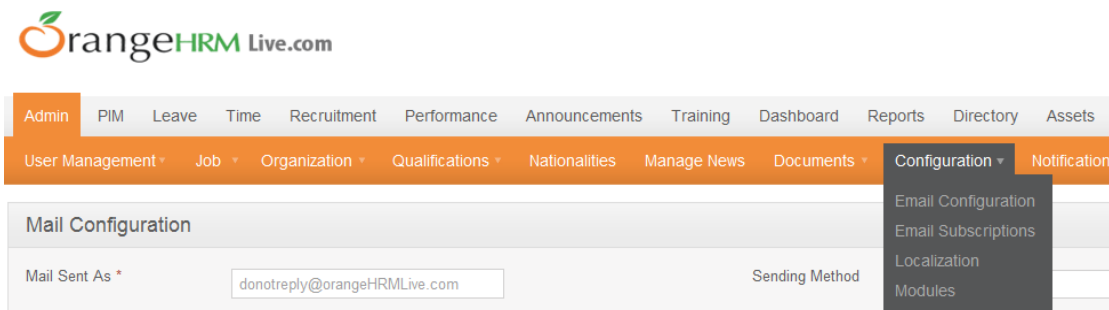 OrangeHRM Live.com
Admin PIM Leave Time Recruitment Performance Announcements Training Dashboard Reports Directory Assets
User Management Job Organization Qualifications Nationalities Manage News Documents Configuration Notification
Email Configuration
Email Subscriptions
Localization
Modules
Mail Configuration
Mail Sent As * donotreply@orangeHRMLive.com Sending Method